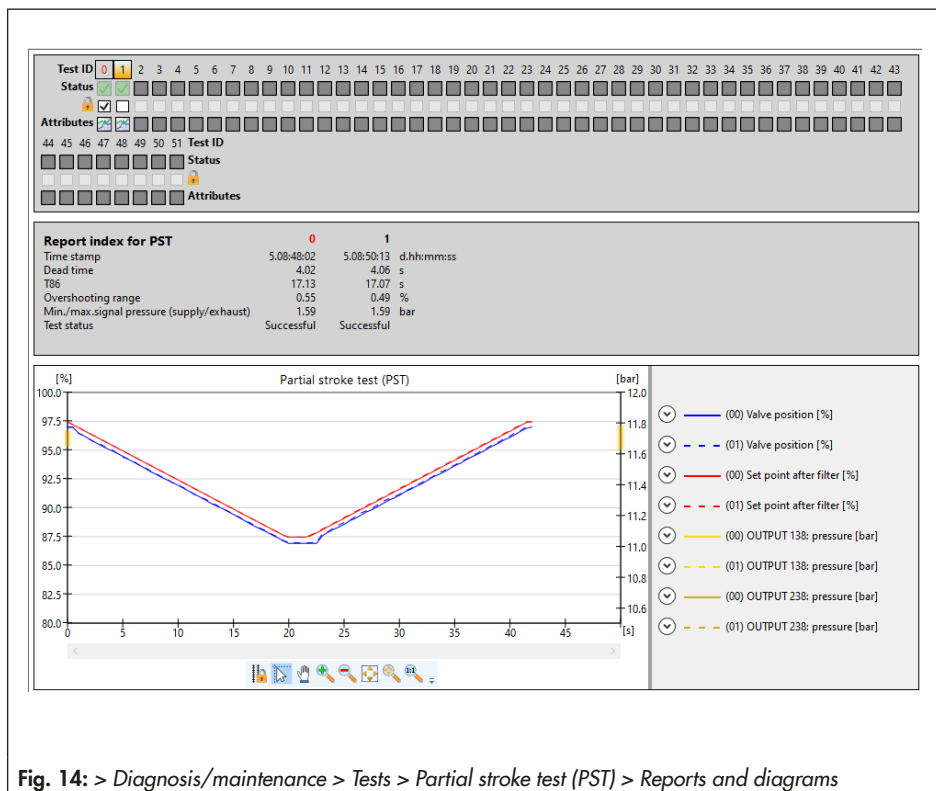 Test ID 0 1 2 3 4 5 6 7 8 9 10 11 12 13 14 15 16 17 18 19 20 21 22 23 24 25 26 27 28 29 30 31 32 33 34 35 36 37 38 39 40 41 42 43
Status
Attributes
44 45 46 47 48 49 50 51 Test ID
Status
Attributes
Report index for PST 0 1
Time stamp 5.08:48:02 5.08:50:13 d.hh:mm:ss
Dead time 4.02 4.06 s
T86 17.13 17.07 s
Overshooting range 0.55 0.49 %
Min./max.signal pressure (supply/exhaust) 1.59 1.59 bar
Test status Successful Successful
[%] Partial stroke test (PST) [bar]
100.0 12.0
97.5 11.8
95.0 11.6
92.5 11.4
90.0 11.2
87.5 11.0
85.0 10.8
82.5 10.6
80.0
0 5 10 15 20 25 30 35 40 45 [s]
(00) Valve position [%]
(01) Valve position [%]
(00) Set point after filter [%]
(01) Set point after filter [%]
(00) OUTPUT 138: pressure [bar]
(01) OUTPUT 138: pressure [bar]
(00) OUTPUT 238: pressure [bar]
(01) OUTPUT 238: pressure [bar]
1:1
Fig. 14: > Diagnosis/maintenance > Tests > Partial stroke test (PST) > Reports and diagrams